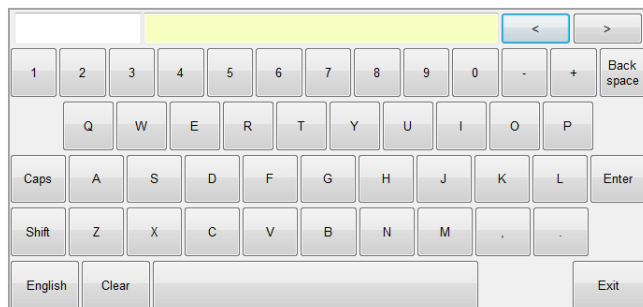 < >
1 2 3 4 5 6 7 8 9 0 - + Back space
Q W E R T Y U I O P
Caps A S D F G H J K L Enter
Shift Z X C V B N M , .
English Clear Exit